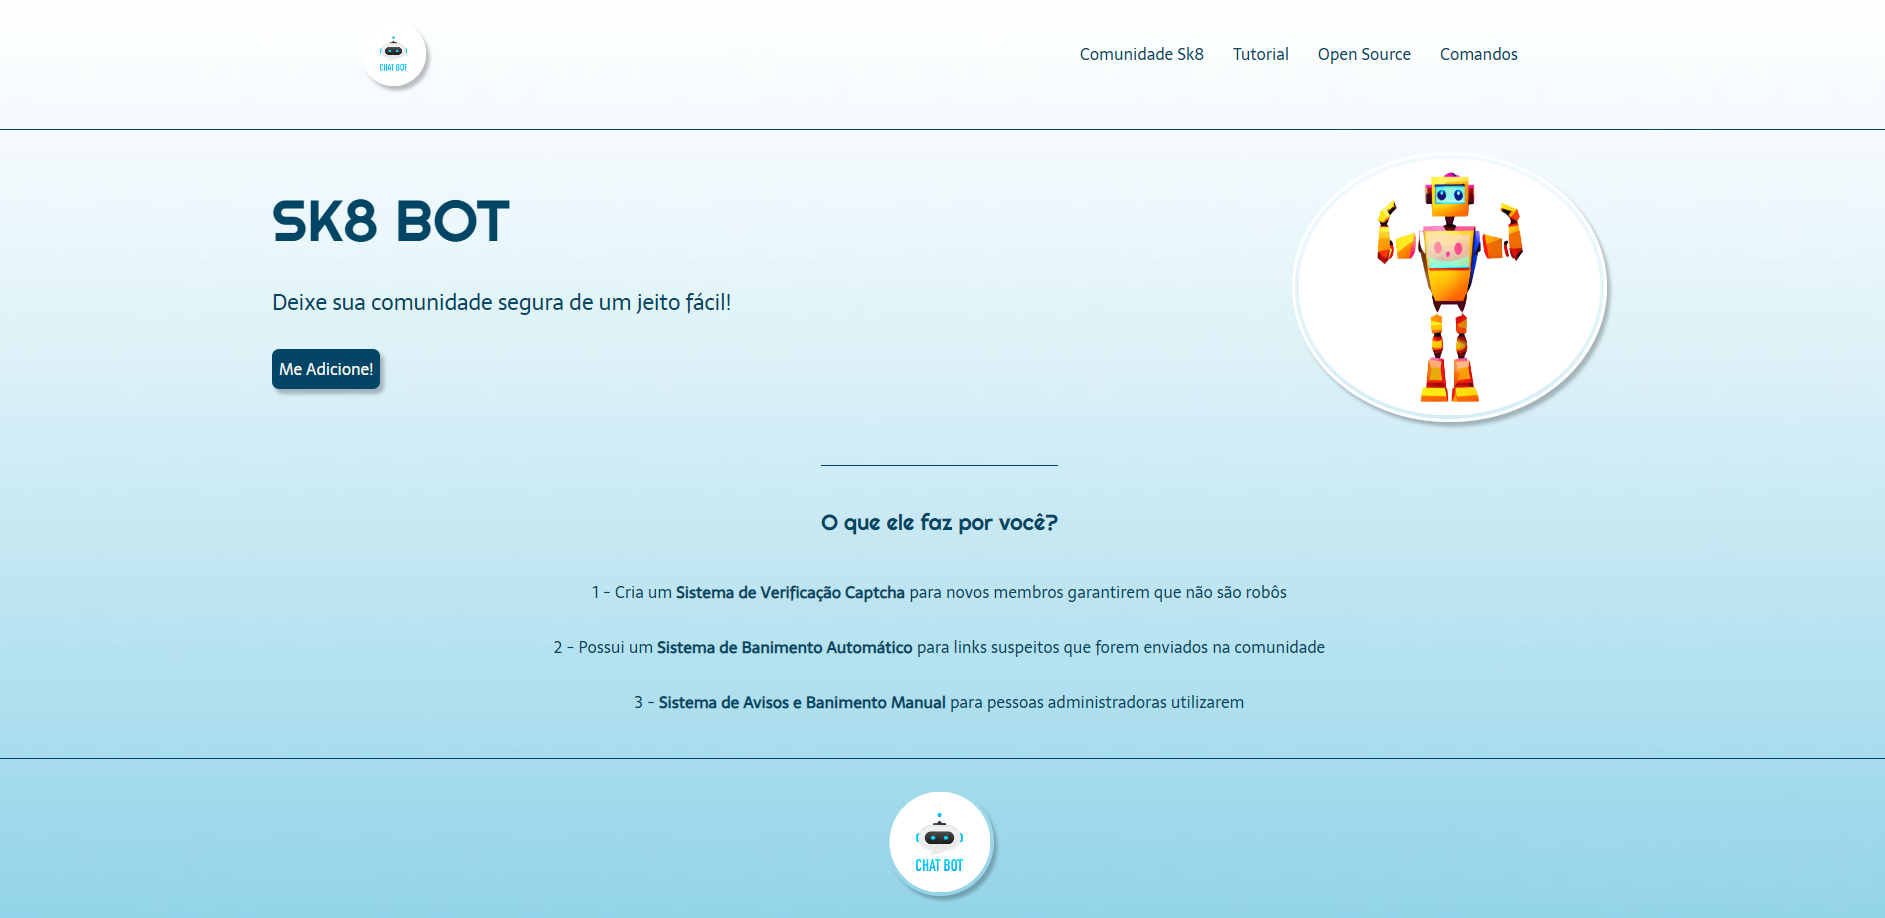 CHAT BOT
Comunidade Sk8 Tutorial Open Source Comandos
SK8 BOT
Deixe sua comunidade segura de um jeito fácil!
Me Adicione!
O que ele faz por você?
1 - Cria um Sistema de Verificação Captcha para novos membros garantirem que não são robôs
2 - Possui um Sistema de Banimento Automático para links suspeitos que forem enviados na comunidade
3 - Sistema de Avisos e Banimento Manual para pessoas administradoras utilizarem
CHAT BOT